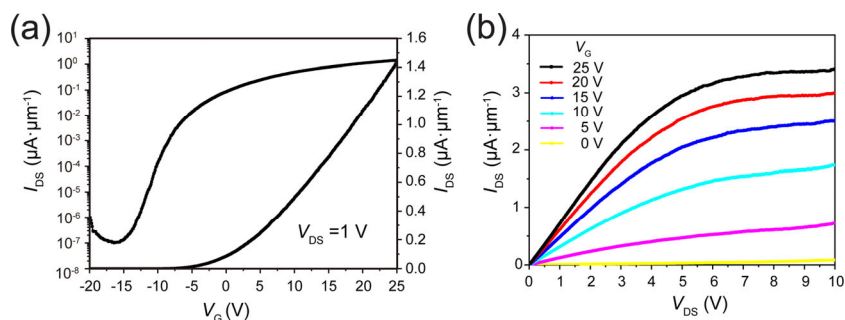 (a)
10¹
10⁰
10⁻¹
10⁻²
10⁻³
10⁻⁴
10⁻⁵
10⁻⁶
10⁻⁷
10⁻⁸
I_DS (μA·μm⁻¹)
-20 -15 -10 -5 0 5 10 15 20 25
V_G (V)
V_DS =1 V
1.6
1.4
1.2
1.0
0.8
0.6
0.4
0.2
0.0
I_DS (μA·μm⁻¹)
(b)
V_G
25 V
20 V
15 V
10 V
5 V
0 V
4
3
2
1
0
I_DS (μA·μm⁻¹)
0 1 2 3 4 5 6 7 8 9 10
V_DS (V)